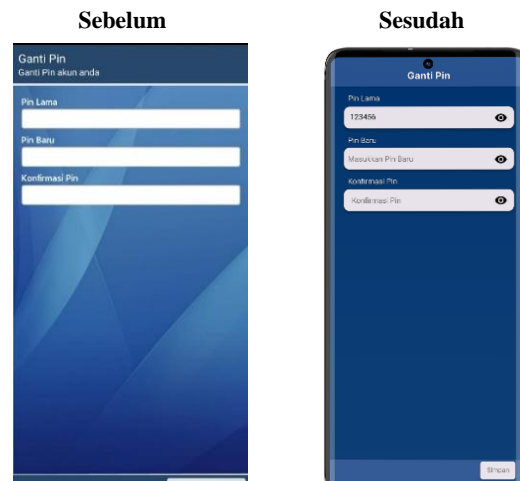 Sebelum
Sesudah
Ganti Pin
Ganti Pin akun anda
Pin Lama
Pin Baru
Konfirmasi Pin
Ganti Pin
Pin Lama
123456
Pin Baru
Masukkan Pin Baru
Konfirmasi Pin
Konfirmasi Pin
Simpan